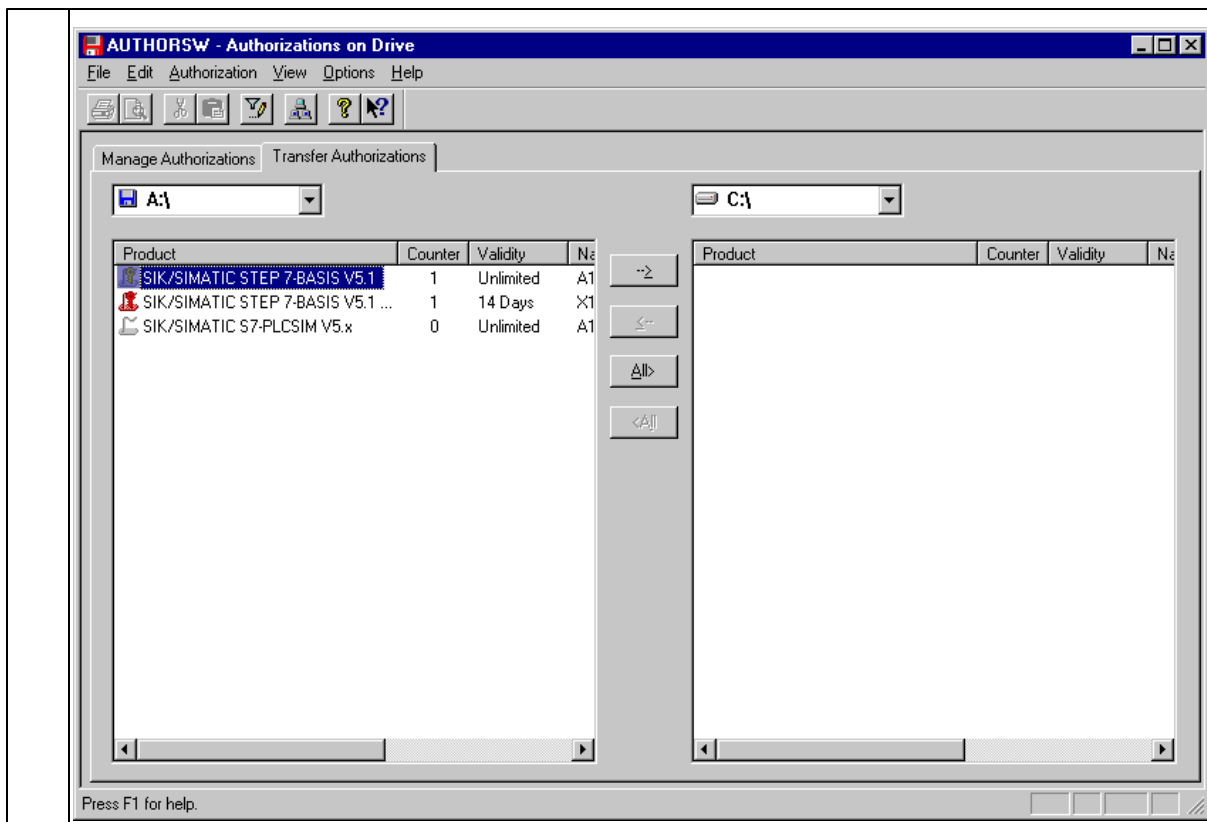 AUTHORSW - Authorizations on Drive
File Edit Authorization View Options Help
Manage Authorizations Transfer Authorizations
A:\ C:\
Product Counter Validity Na Product Counter Validity Na
SIK/SIMATIC STEP 7-BASIS V5.1 1 Unlimited A1
SIK/SIMATIC STEP 7-BASIS V5.1 ... 1 14 Days X1
SIK/SIMATIC S7-PLCSIM V5.x 0 Unlimited A1
-->
<--
All>
<All
Press F1 for help.